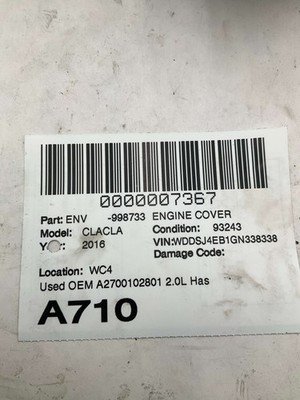 0000007367
Part: ENV -998733 ENGINE COVER
Model: CLACLA Condition: 93243
2016 VIN:WDDSJ4EB1GN338338
Damage Code:
Location: WC4
Used OEM A2700102801 2.0L Has
A710